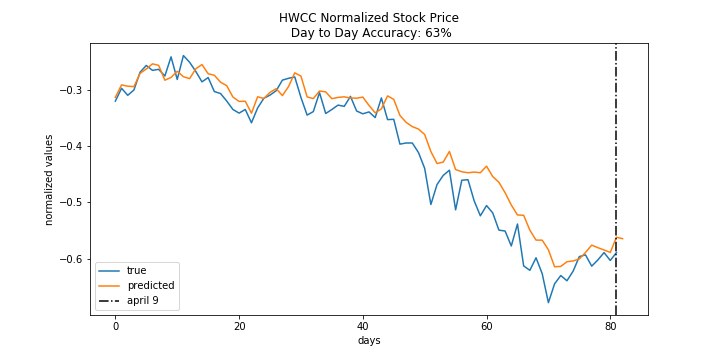 HWCC Normalized Stock Price
Day to Day Accuracy: 63%
normalized values
−0.3
−0.4
−0.5
−0.6
true
predicted
april 9
0
20
40
60
80
days